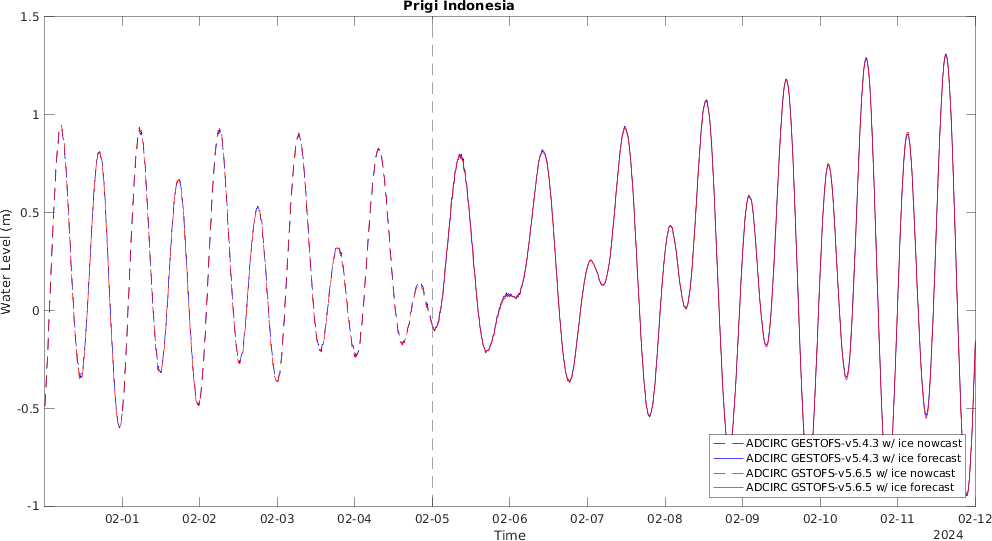 Prigi Indonesia
1.5
1
0.5
0
-0.5
-1
Water Level (m)
ADCIRC GESTOFS-v5.4.3 w/ ice nowcast
ADCIRC GESTOFS-v5.4.3 w/ ice forecast
ADCIRC GSTOFS-v5.6.5 w/ ice nowcast
ADCIRC GSTOFS-v5.6.5 w/ ice forecast
02-01 02-02 02-03 02-04 02-05 02-06 02-07 02-08 02-09 02-10 02-11 02-12
Time
2024